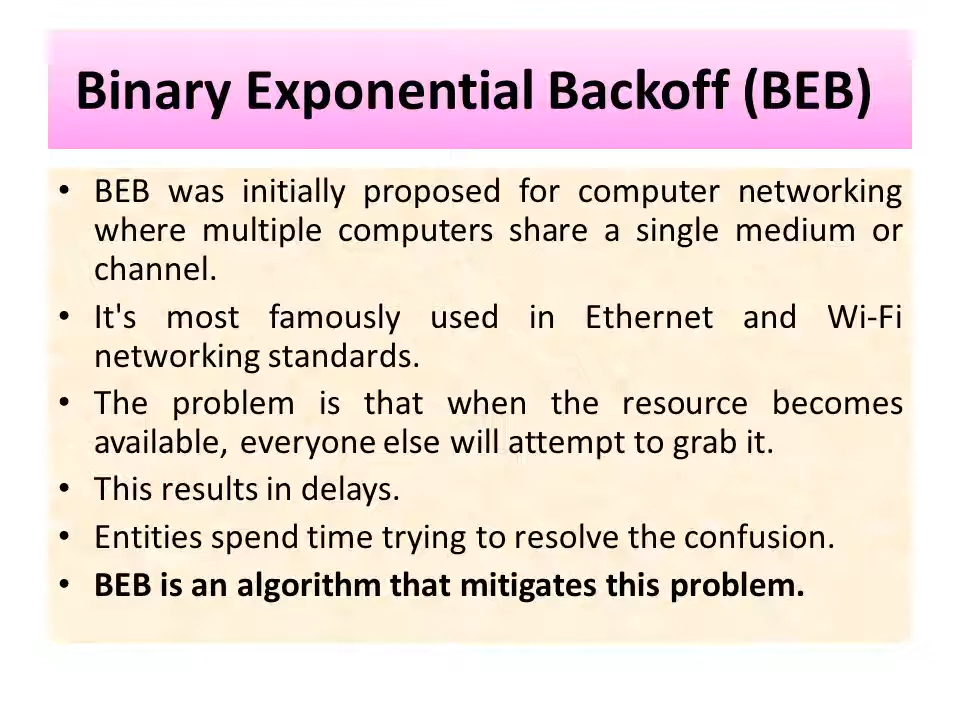 Binary Exponential Backoff (BEB)
• BEB was initially proposed for computer networking
where multiple computers share a single medium or
channel.
• It's most famously used in Ethernet and Wi-Fi
networking standards.
• The problem is that when the resource becomes
available, everyone else will attempt to grab it.
• This results in delays.
• Entities spend time trying to resolve the confusion.
• BEB is an algorithm that mitigates this problem.